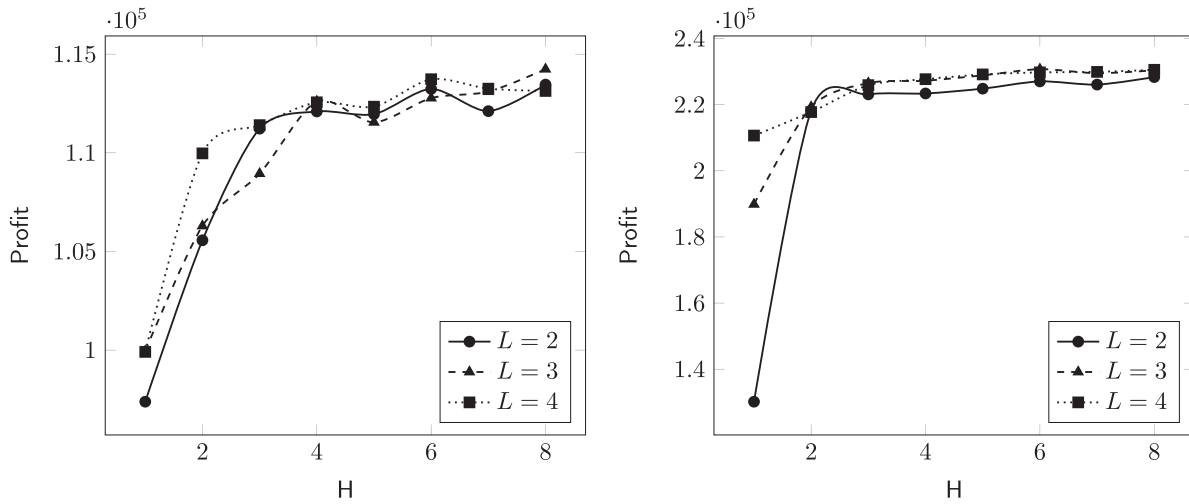 ·10⁵
1.15
1.1
1.05
1
Profit
2
4
6
8
H
L = 2
L = 3
L = 4
·10⁵
2.4
2.2
2
1.8
1.6
1.4
Profit
2
4
6
8
H
L = 2
L = 3
L = 4